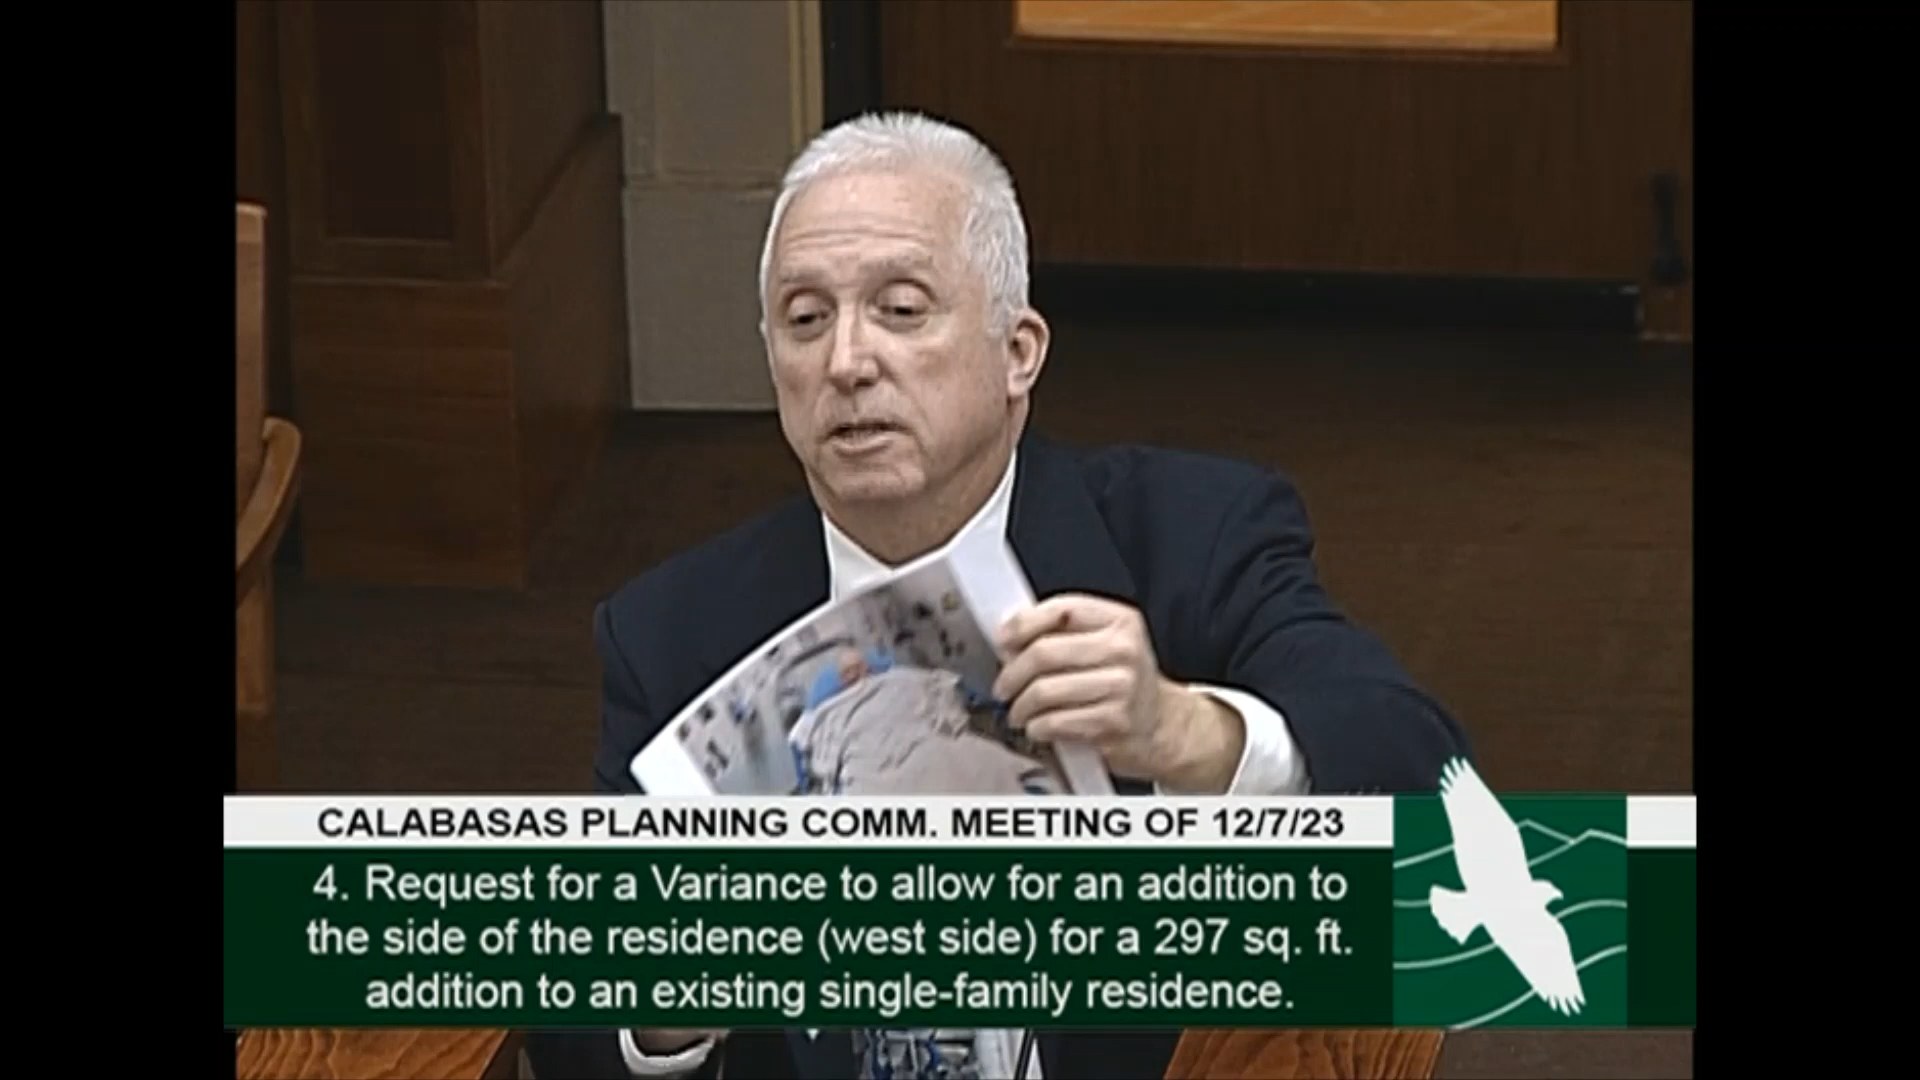 CALABASAS PLANNING COMM. MEETING OF 12/7/23
4. Request for a Variance to allow for an addition to
the side of the residence (west side) for a 297 sq. ft.
addition to an existing single-family residence.